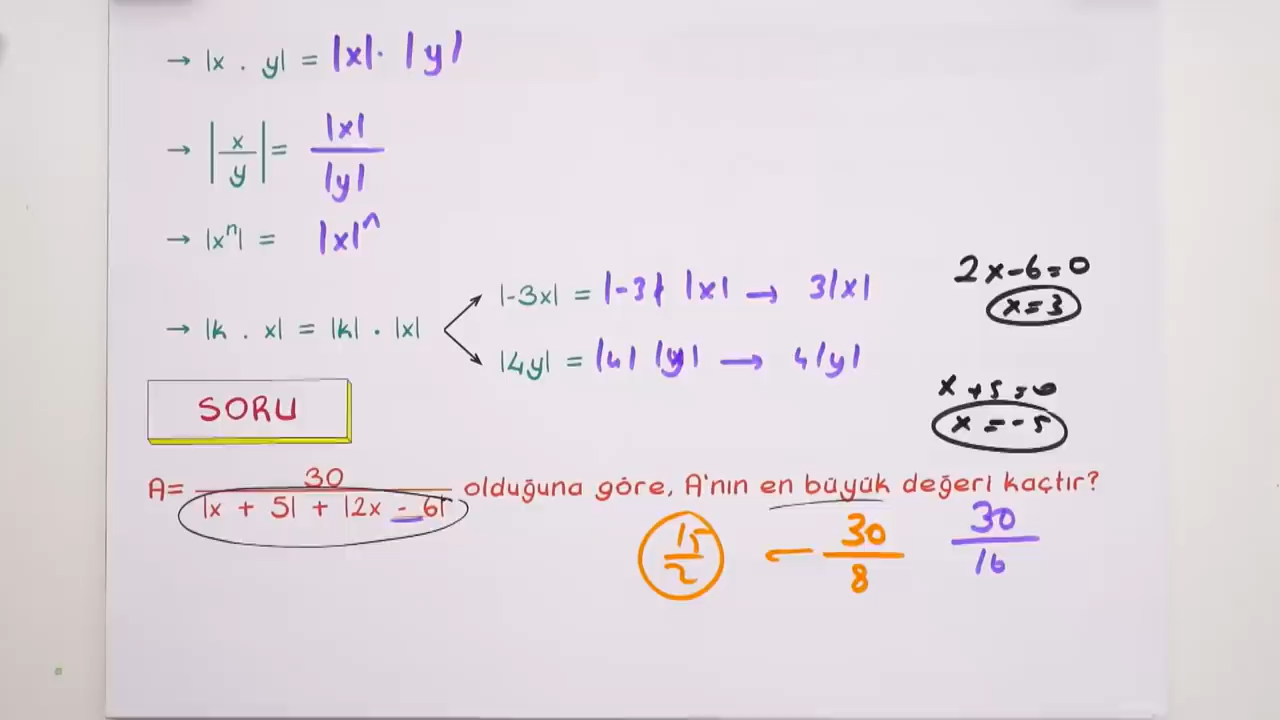 → |x . y| = |x| . |y|
→ |x/y| = |x|/|y|
→ |xⁿ| = |x|ⁿ
2x-6=0
x=3
|-3x| = |-3| |x| → 3|x|
→ |k . x| = |k| . |x|
|4y| = |4| |y| → 4|y|
x+5=0
x=-5
SORU
A= 30/(|x + 5| + |2x - 6|) olduğuna göre, A'nın en büyük değeri kaçtır?
15/2 ← 30/8 30/16